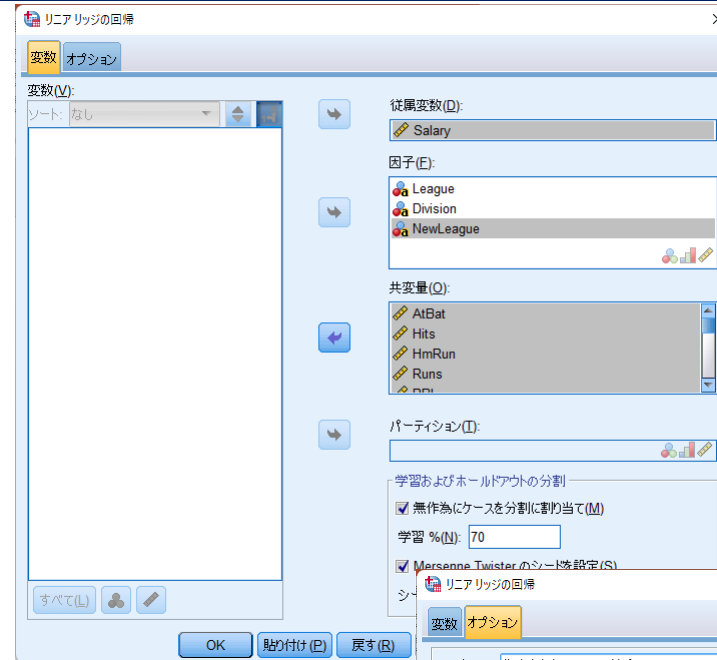 リニア リッジの回帰
変数
オプション
変数(V):
ソート: なし
従属変数(D):
Salary
因子(F):
League
Division
NewLeague
共変量(O):
AtBat
Hits
HmRun
Runs
パーティション(T):
学習およびホールドアウトの分割
無作為にケースを分割に割り当て(M)
学習 %(N): 70
Mersenne Twister のシードを設定(S)
シー
すべて(L)
OK
貼り付け(P)
戻す(R)
リニア リッジの回帰
変数
オプション